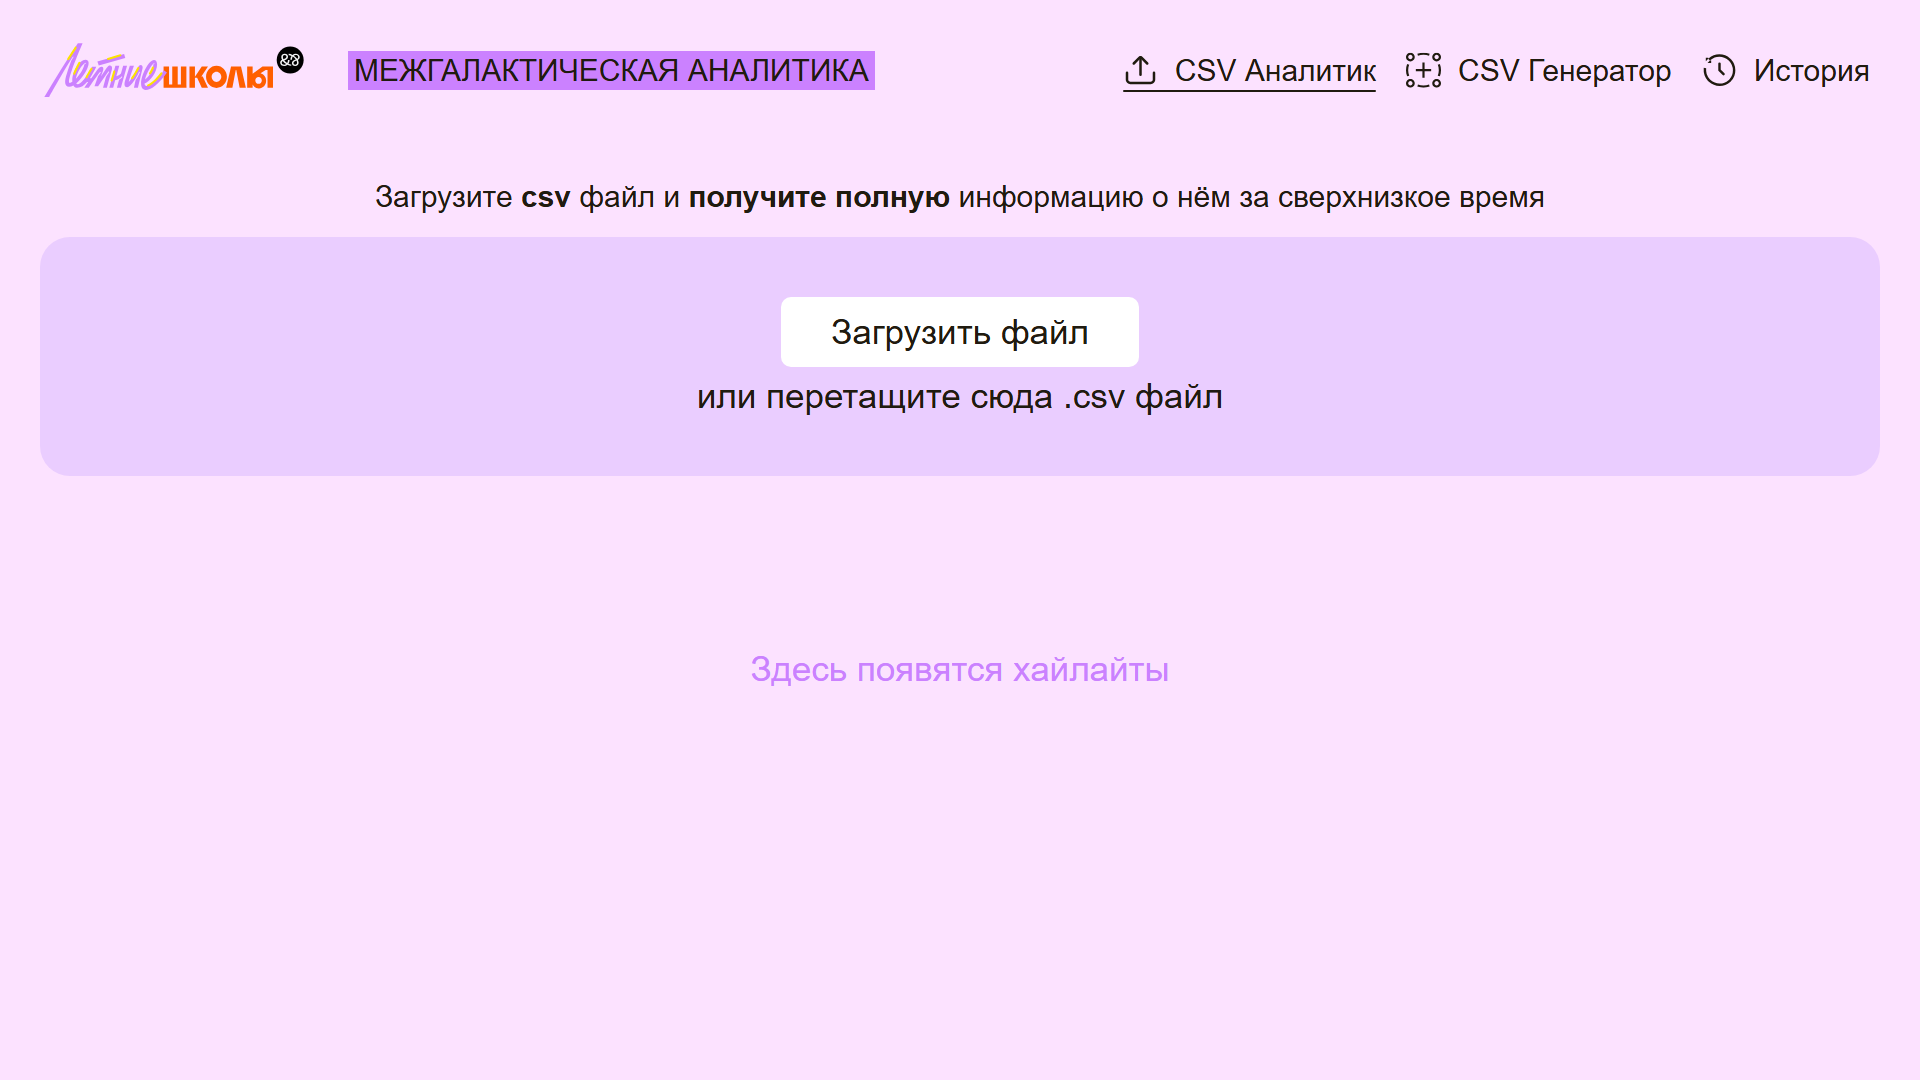 Летние школы
МЕЖГАЛАКТИЧЕСКАЯ АНАЛИТИКА
CSV Аналитик
CSV Генератор
История
Загрузите csv файл и получите полную информацию о нём за сверхнизкое время
Загрузить файл
или перетащите сюда .csv файл
Здесь появятся хайлайты